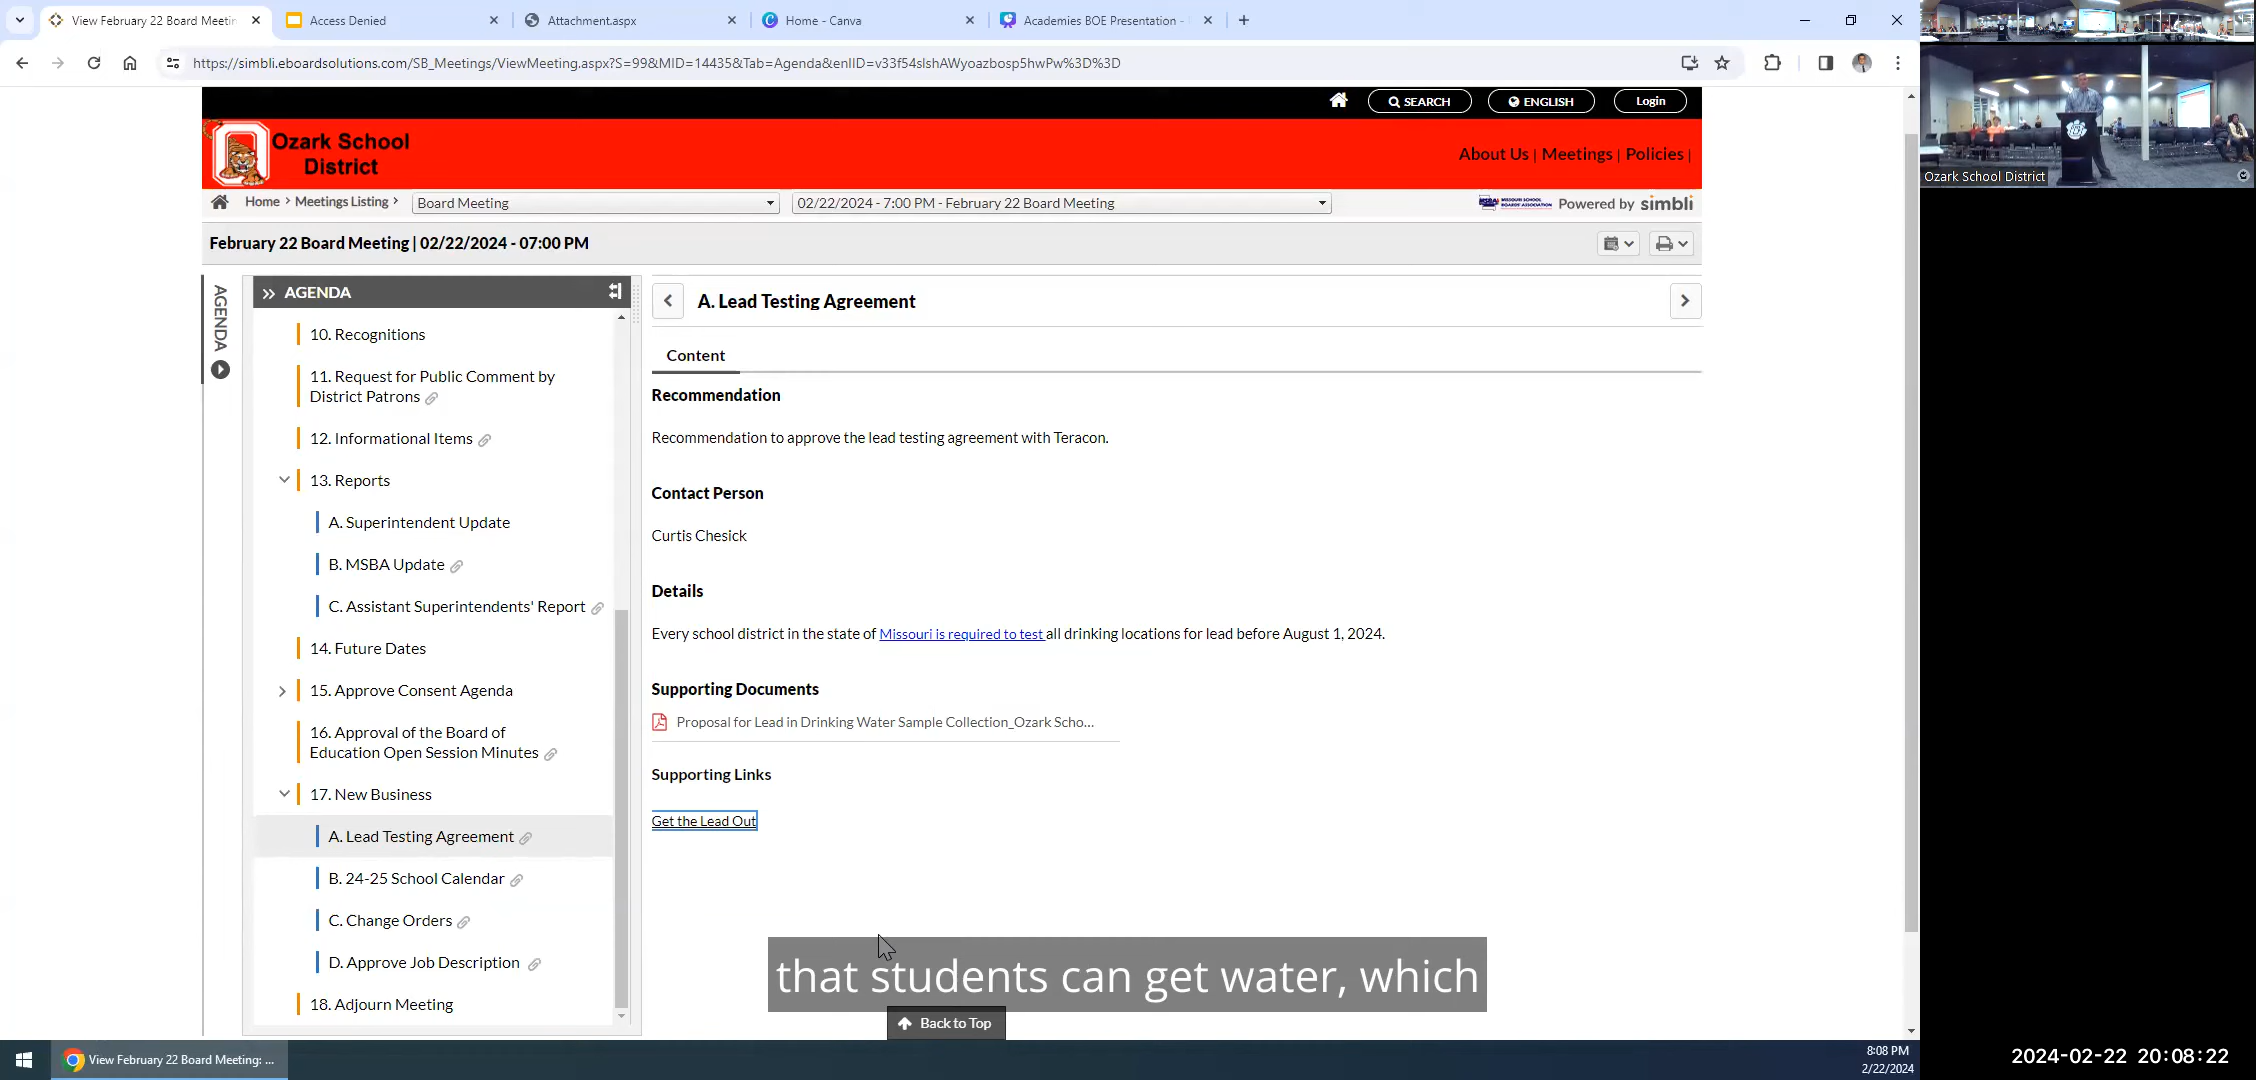 View February 22 Board Meetin
Access Denied
Attachment.aspx
Home - Canva
Academies BOE Presentation -
https://simbli.eboardsolutions.com/SB_Meetings/ViewMeeting.aspx?S=99&MID=14435&Tab=Agenda&enIID=v33f54slshAWyoazbosp5hwPw%3D%3D
SEARCH
ENGLISH
Login
Ozark School
District
About Us | Meetings | Policies |
Home > Meetings Listing >
Board Meeting
02/22/2024 - 7:00 PM - February 22 Board Meeting
Powered by simbli
February 22 Board Meeting | 02/22/2024 - 07:00 PM
AGENDA
AGENDA
10. Recognitions
11. Request for Public Comment by
District Patrons
12. Informational Items
13. Reports
A. Superintendent Update
B. MSBA Update
C. Assistant Superintendents' Report
14. Future Dates
15. Approve Consent Agenda
16. Approval of the Board of
Education Open Session Minutes
17. New Business
A. Lead Testing Agreement
B. 24-25 School Calendar
C. Change Orders
D. Approve Job Description
18. Adjourn Meeting
A. Lead Testing Agreement
Content
Recommendation
Recommendation to approve the lead testing agreement with Teracon.
Contact Person
Curtis Chesick
Details
Every school district in the state of Missouri is required to test all drinking locations for lead before August 1, 2024.
Supporting Documents
Proposal for Lead in Drinking Water Sample Collection_Ozark Scho...
Supporting Links
Get the Lead Out
that students can get water, which
Back to Top
View February 22 Board Meeting: ...
8:08 PM
2/22/2024
Ozark School District
2024-02-22 20:08:22